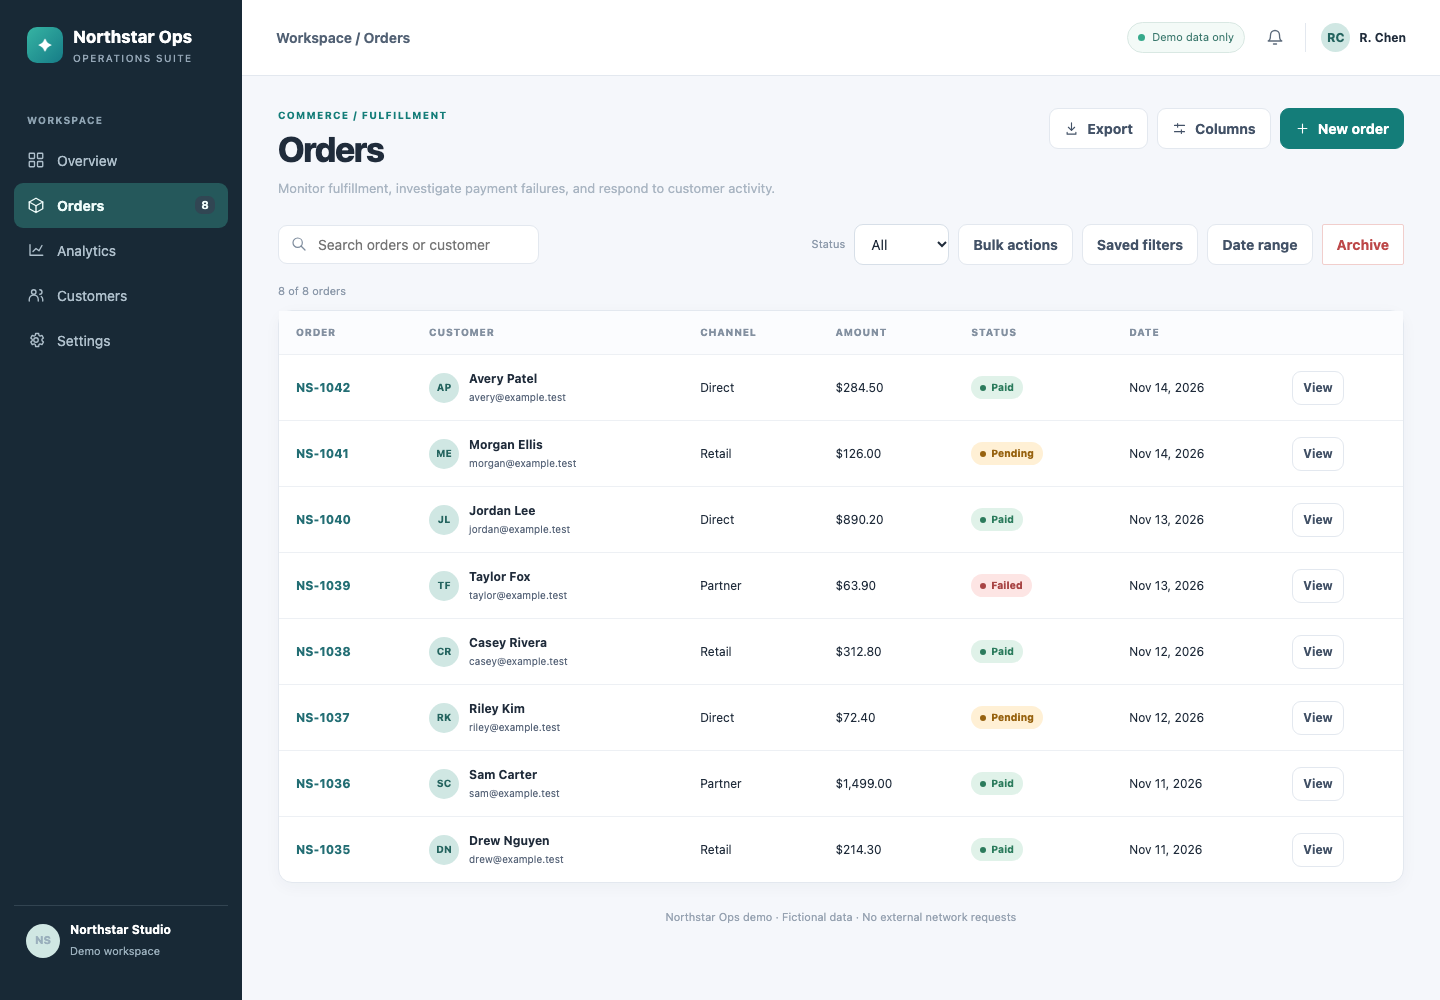 Northstar Ops
OPERATIONS SUITE
WORKSPACE
Overview
Orders 8
Analytics
Customers
Settings
NS
Northstar Studio
Demo workspace
Workspace / Orders
Demo data only
RC R. Chen
COMMERCE / FULFILLMENT
Orders
Monitor fulfillment, investigate payment failures, and respond to customer activity.
Export Columns New order
Search orders or customer
Status All Bulk actions Saved filters Date range Archive
8 of 8 orders
ORDER CUSTOMER CHANNEL AMOUNT STATUS DATE
NS-1042 AP Avery Patel Direct $284.50 Paid Nov 14, 2026 View
avery@example.test
NS-1041 ME Morgan Ellis Retail $126.00 Pending Nov 14, 2026 View
morgan@example.test
NS-1040 JL Jordan Lee Direct $890.20 Paid Nov 13, 2026 View
jordan@example.test
NS-1039 TF Taylor Fox Partner $63.90 Failed Nov 13, 2026 View
taylor@example.test
NS-1038 CR Casey Rivera Retail $312.80 Paid Nov 12, 2026 View
casey@example.test
NS-1037 RK Riley Kim Direct $72.40 Pending Nov 12, 2026 View
riley@example.test
NS-1036 SC Sam Carter Partner $1,499.00 Paid Nov 11, 2026 View
sam@example.test
NS-1035 DN Drew Nguyen Retail $214.30 Paid Nov 11, 2026 View
drew@example.test
Northstar Ops demo · Fictional data · No external network requests